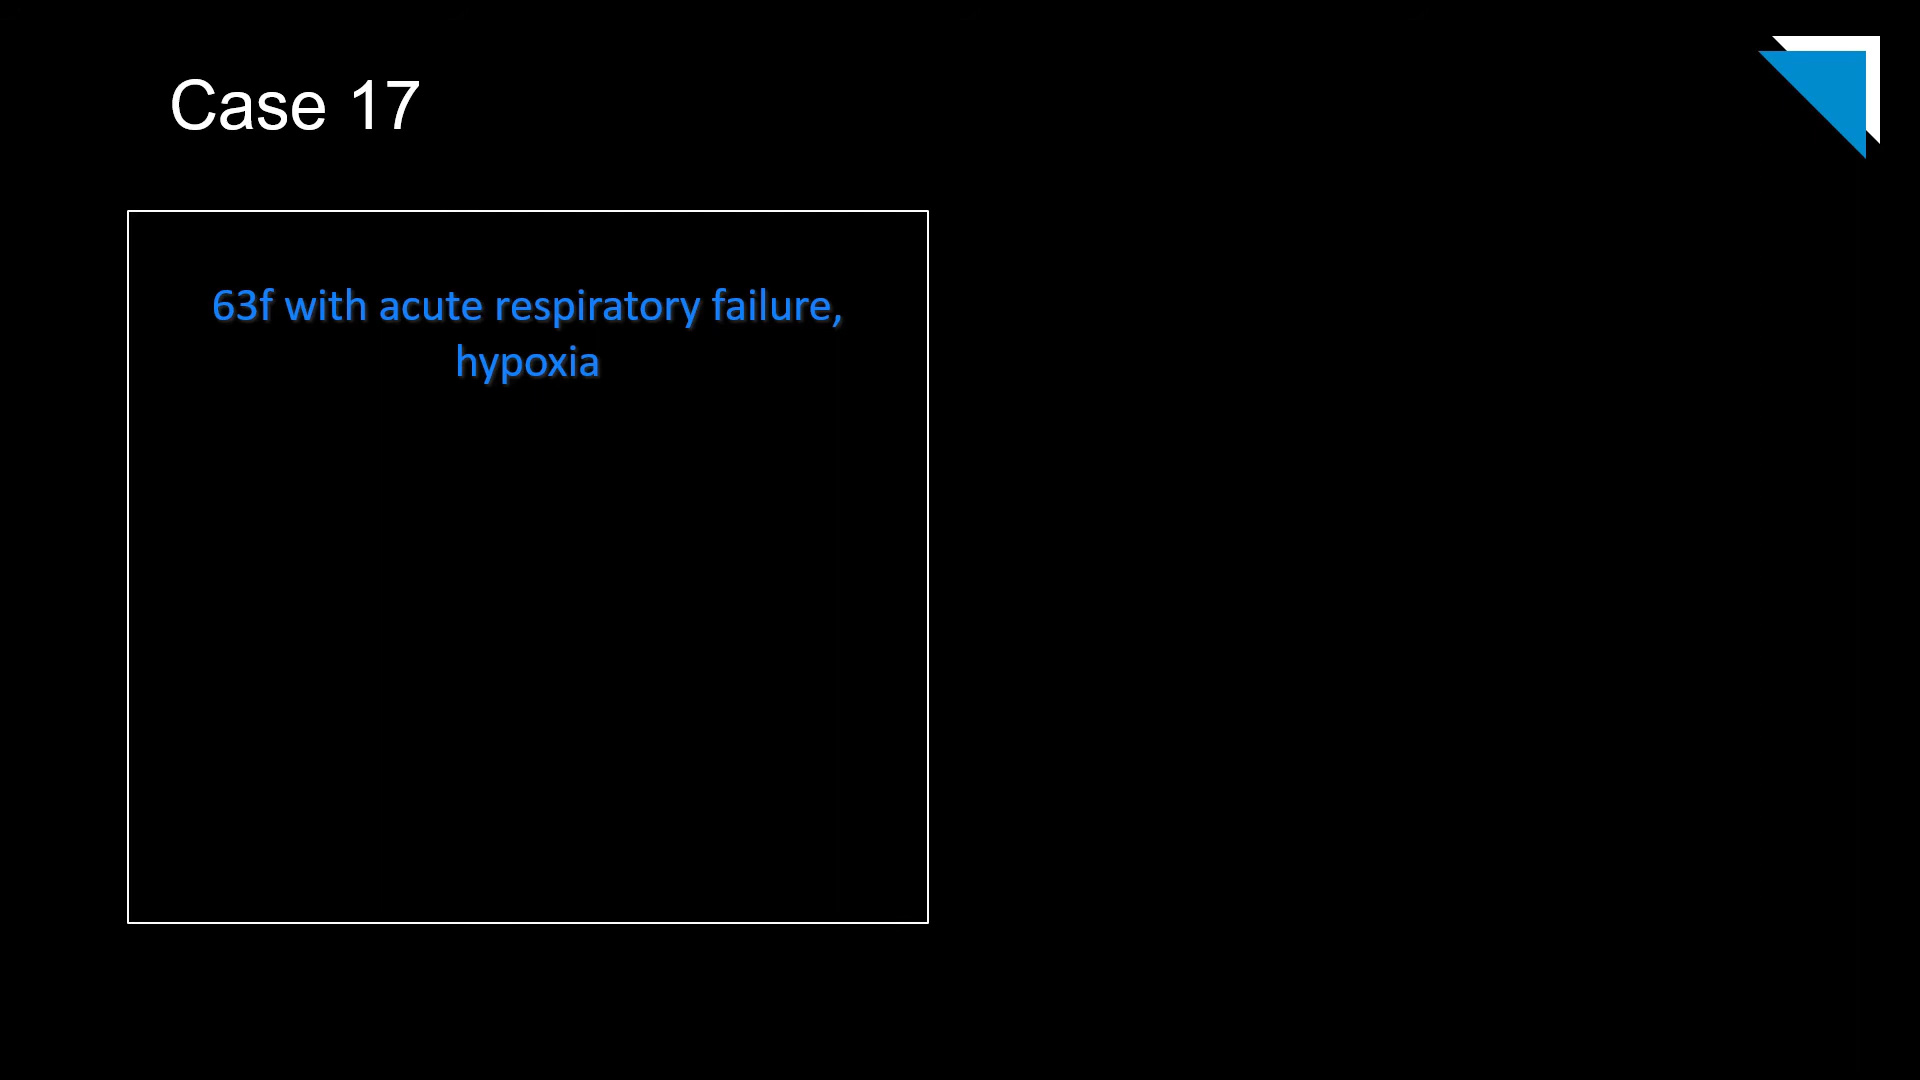 Case 17
63f with acute respiratory failure,
hypoxia